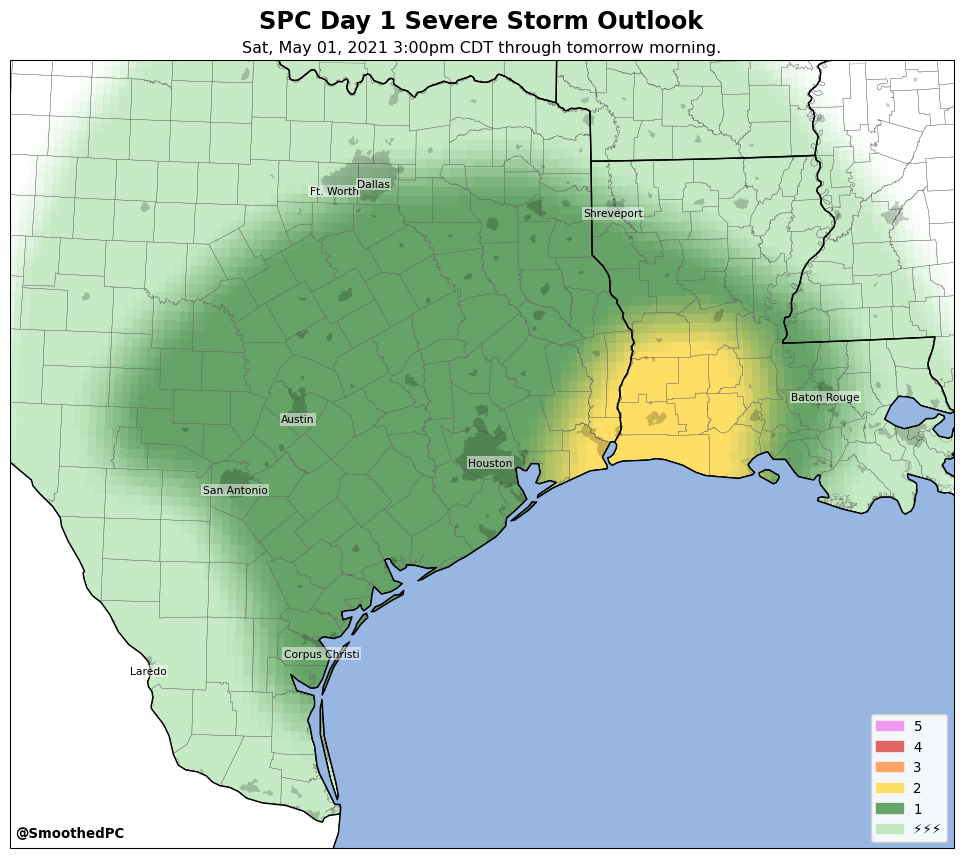 SPC Day 1 Severe Storm Outlook
Sat, May 01, 2021 3:00pm CDT through tomorrow morning.
Dallas
Ft. Worth
Shreveport
Baton Rouge
Austin
Houston
San Antonio
Corpus Christi
Laredo
5
4
3
2
1
⚡⚡⚡
@SmoothedPC